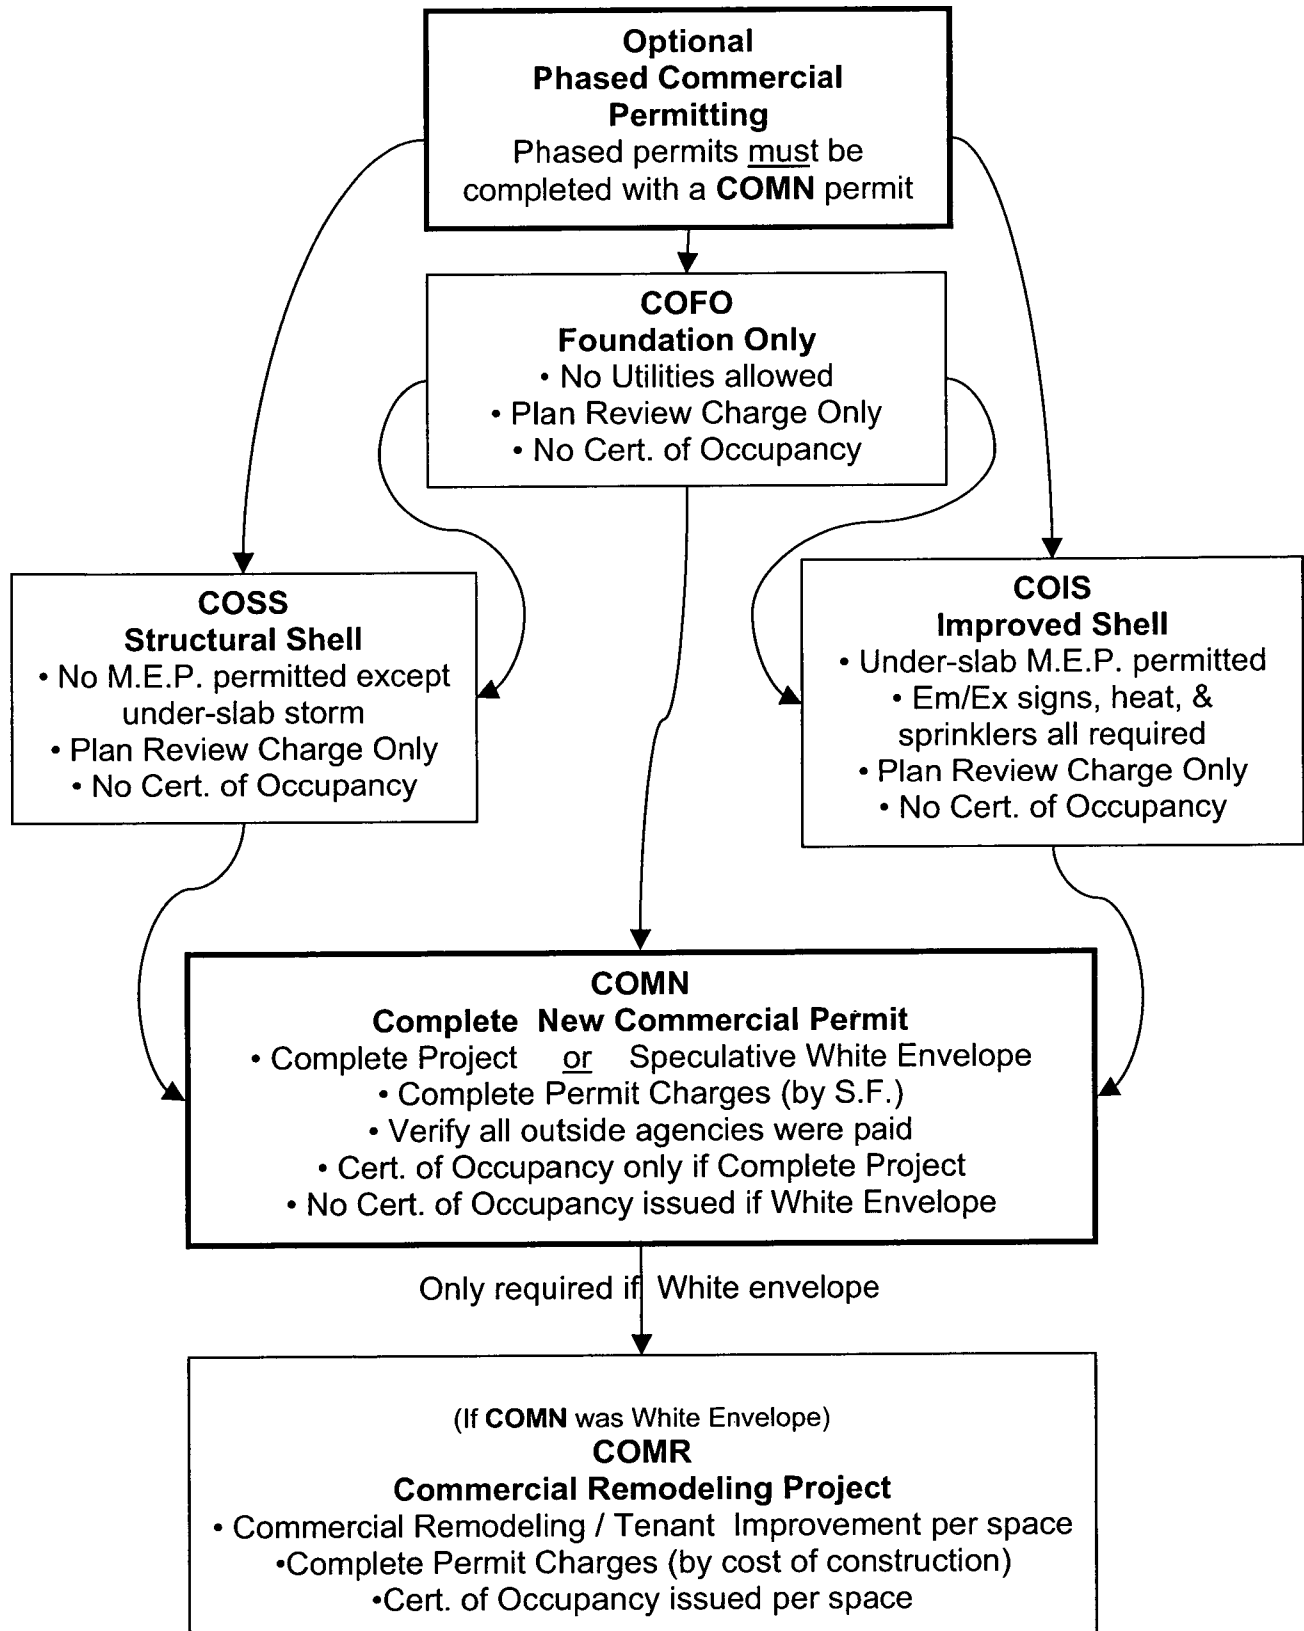 Optional
Phased Commercial
Permitting
Phased permits must be
completed with a COMN permit
COFO
Foundation Only
• No Utilities allowed
• Plan Review Charge Only
• No Cert. of Occupancy
COSS
Structural Shell
• No M.E.P. permitted except
under-slab storm
• Plan Review Charge Only
• No Cert. of Occupancy
COIS
Improved Shell
• Under-slab M.E.P. permitted
• Em/Ex signs, heat, &
sprinklers all required
• Plan Review Charge Only
• No Cert. of Occupancy
COMN
Complete New Commercial Permit
• Complete Project or Speculative White Envelope
• Complete Permit Charges (by S.F.)
• Verify all outside agencies were paid
• Cert. of Occupancy only if Complete Project
• No Cert. of Occupancy issued if White Envelope
Only required if White envelope
(If COMN was White Envelope)
COMR
Commercial Remodeling Project
• Commercial Remodeling / Tenant Improvement per space
•Complete Permit Charges (by cost of construction)
•Cert. of Occupancy issued per space